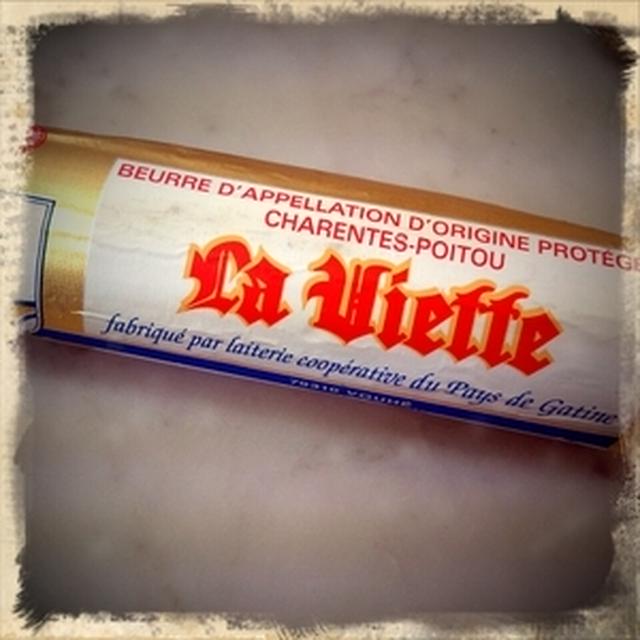 BEURRE D'APPELLATION D'ORIGINE PROTÉGÉ
CHARENTES-POITOU
La Viette
fabriqué par laiterie coopérative du Pays de Gatine